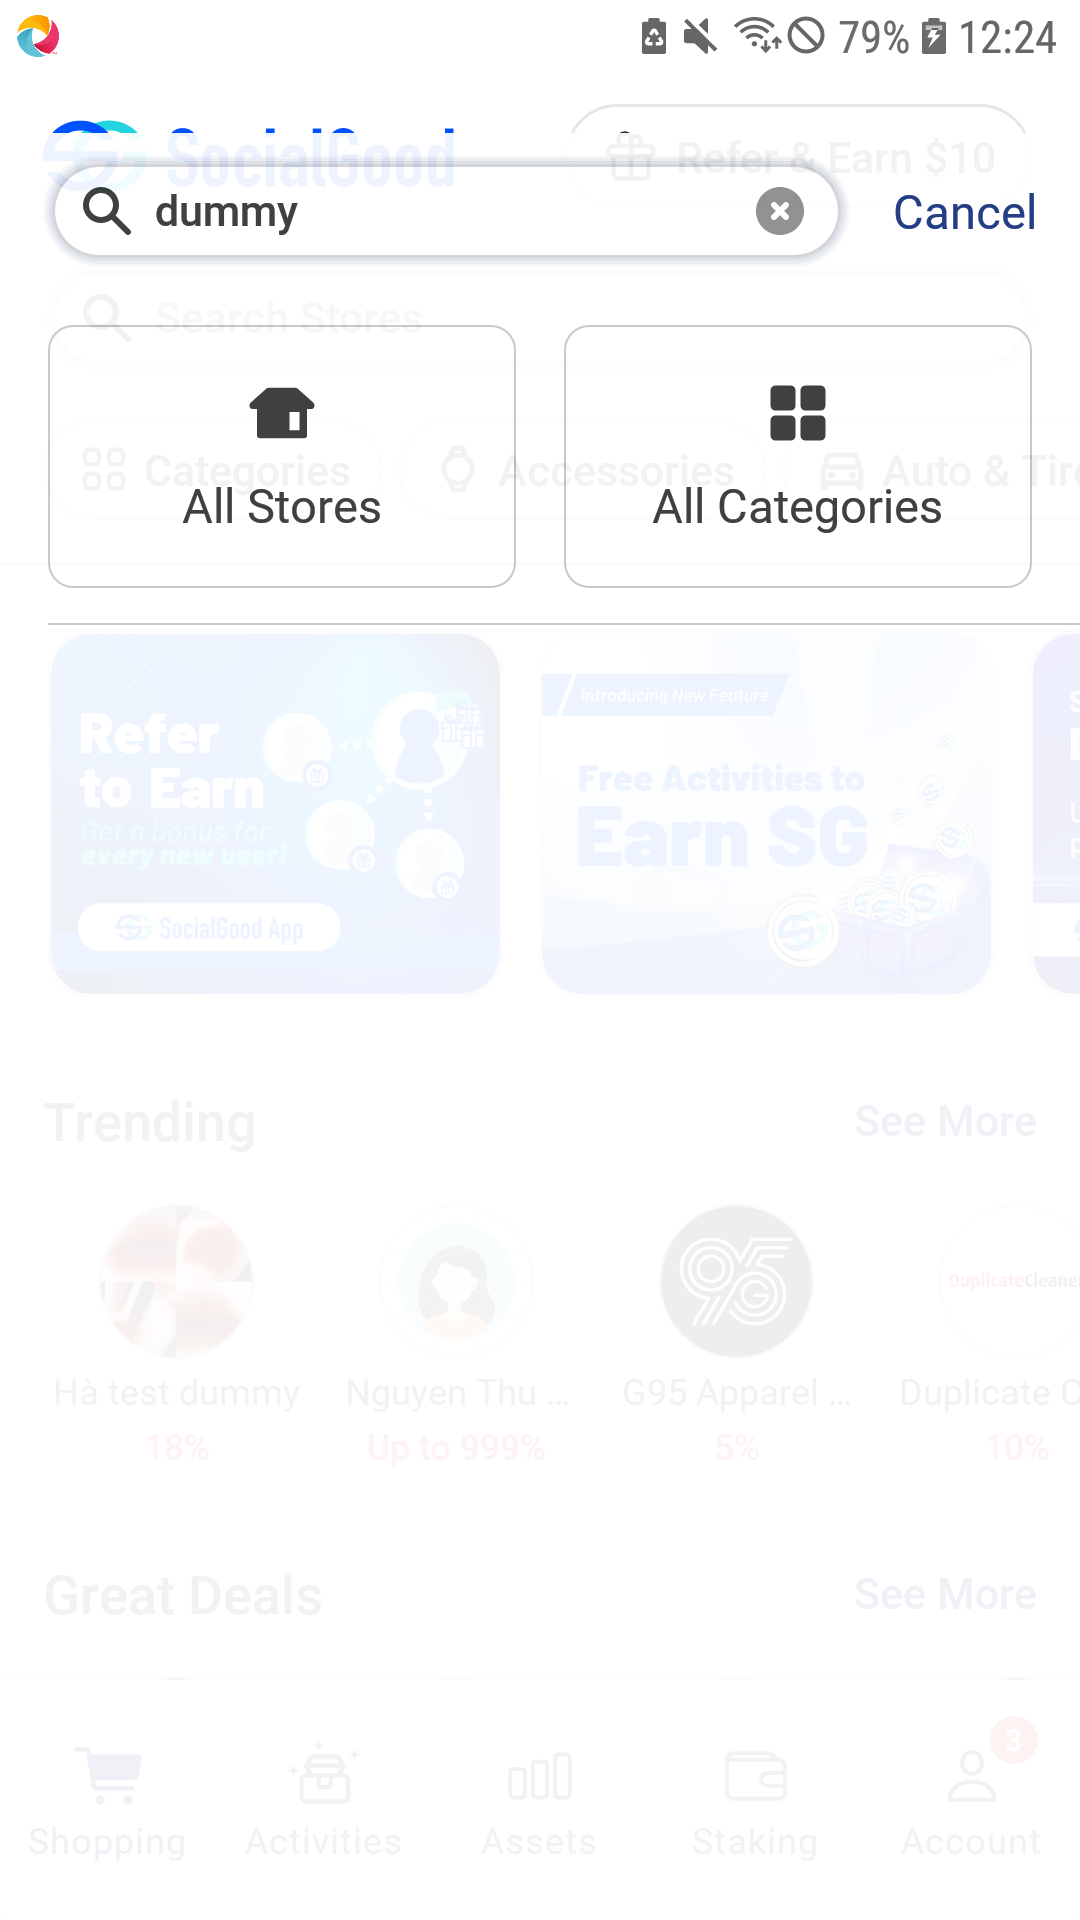 79% 12:24
SocialGood
Refer & Earn $10
dummy
Cancel
Search Stores
Categories
Accessories
Auto & Tire
All Stores
All Categories
Refer
to Earn
Get a bonus for
every new user!
SocialGood App
Introducing New Feature
Free Activities to
Earn SG
Trending
See More
95
G
DuplicateCleaner
Hà test dummy
Nguyen Thu ...
G95 Apparel ...
Duplicate C
18%
Up to 999%
5%
10%
Great Deals
See More
3
Shopping
Activities
Assets
Staking
Account